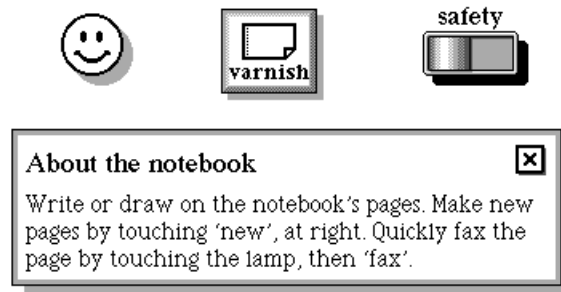 safety
varnish
About the notebook
Write or draw on the notebook's pages. Make new
pages by touching 'new', at right. Quickly fax the
page by touching the lamp, then 'fax'.